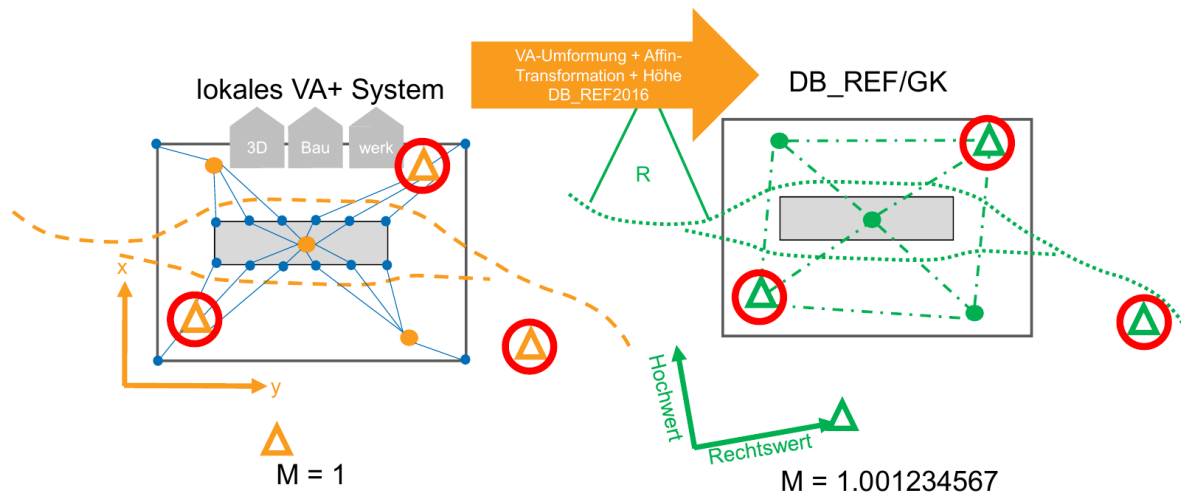 VA-Umformung + Affin-
Transformation + Höhe
DB_REF2016
lokales VA+ System
DB_REF/GK
3D
Bau
werk
R
x
y
Hochwert
Rechtswert
M = 1
M = 1.001234567